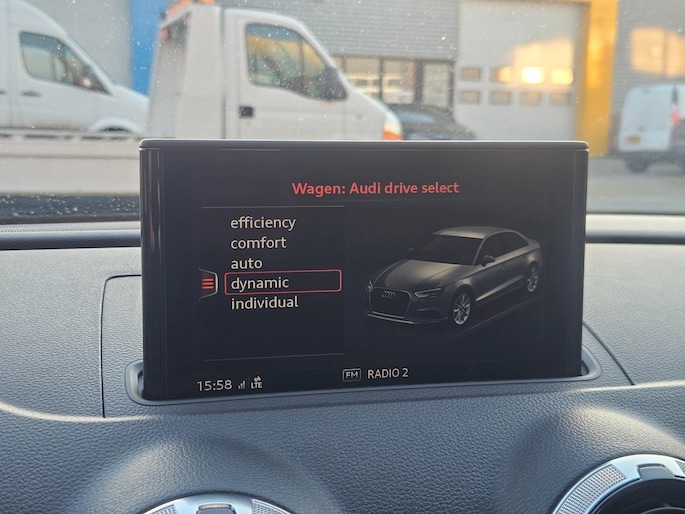 Wagen: Audi drive select
efficiency
comfort
auto
dynamic
individual
15:58 LTE
FM RADIO 2